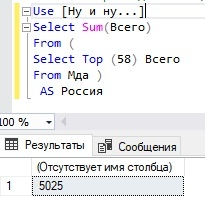 Use [Ну и ну...]
Select Sum(Всего)
From (
Select Top (58) Всего
From Мда )
AS Россия
100 %
Результаты Сообщения
(Отсутствует имя столбца)
1 5025